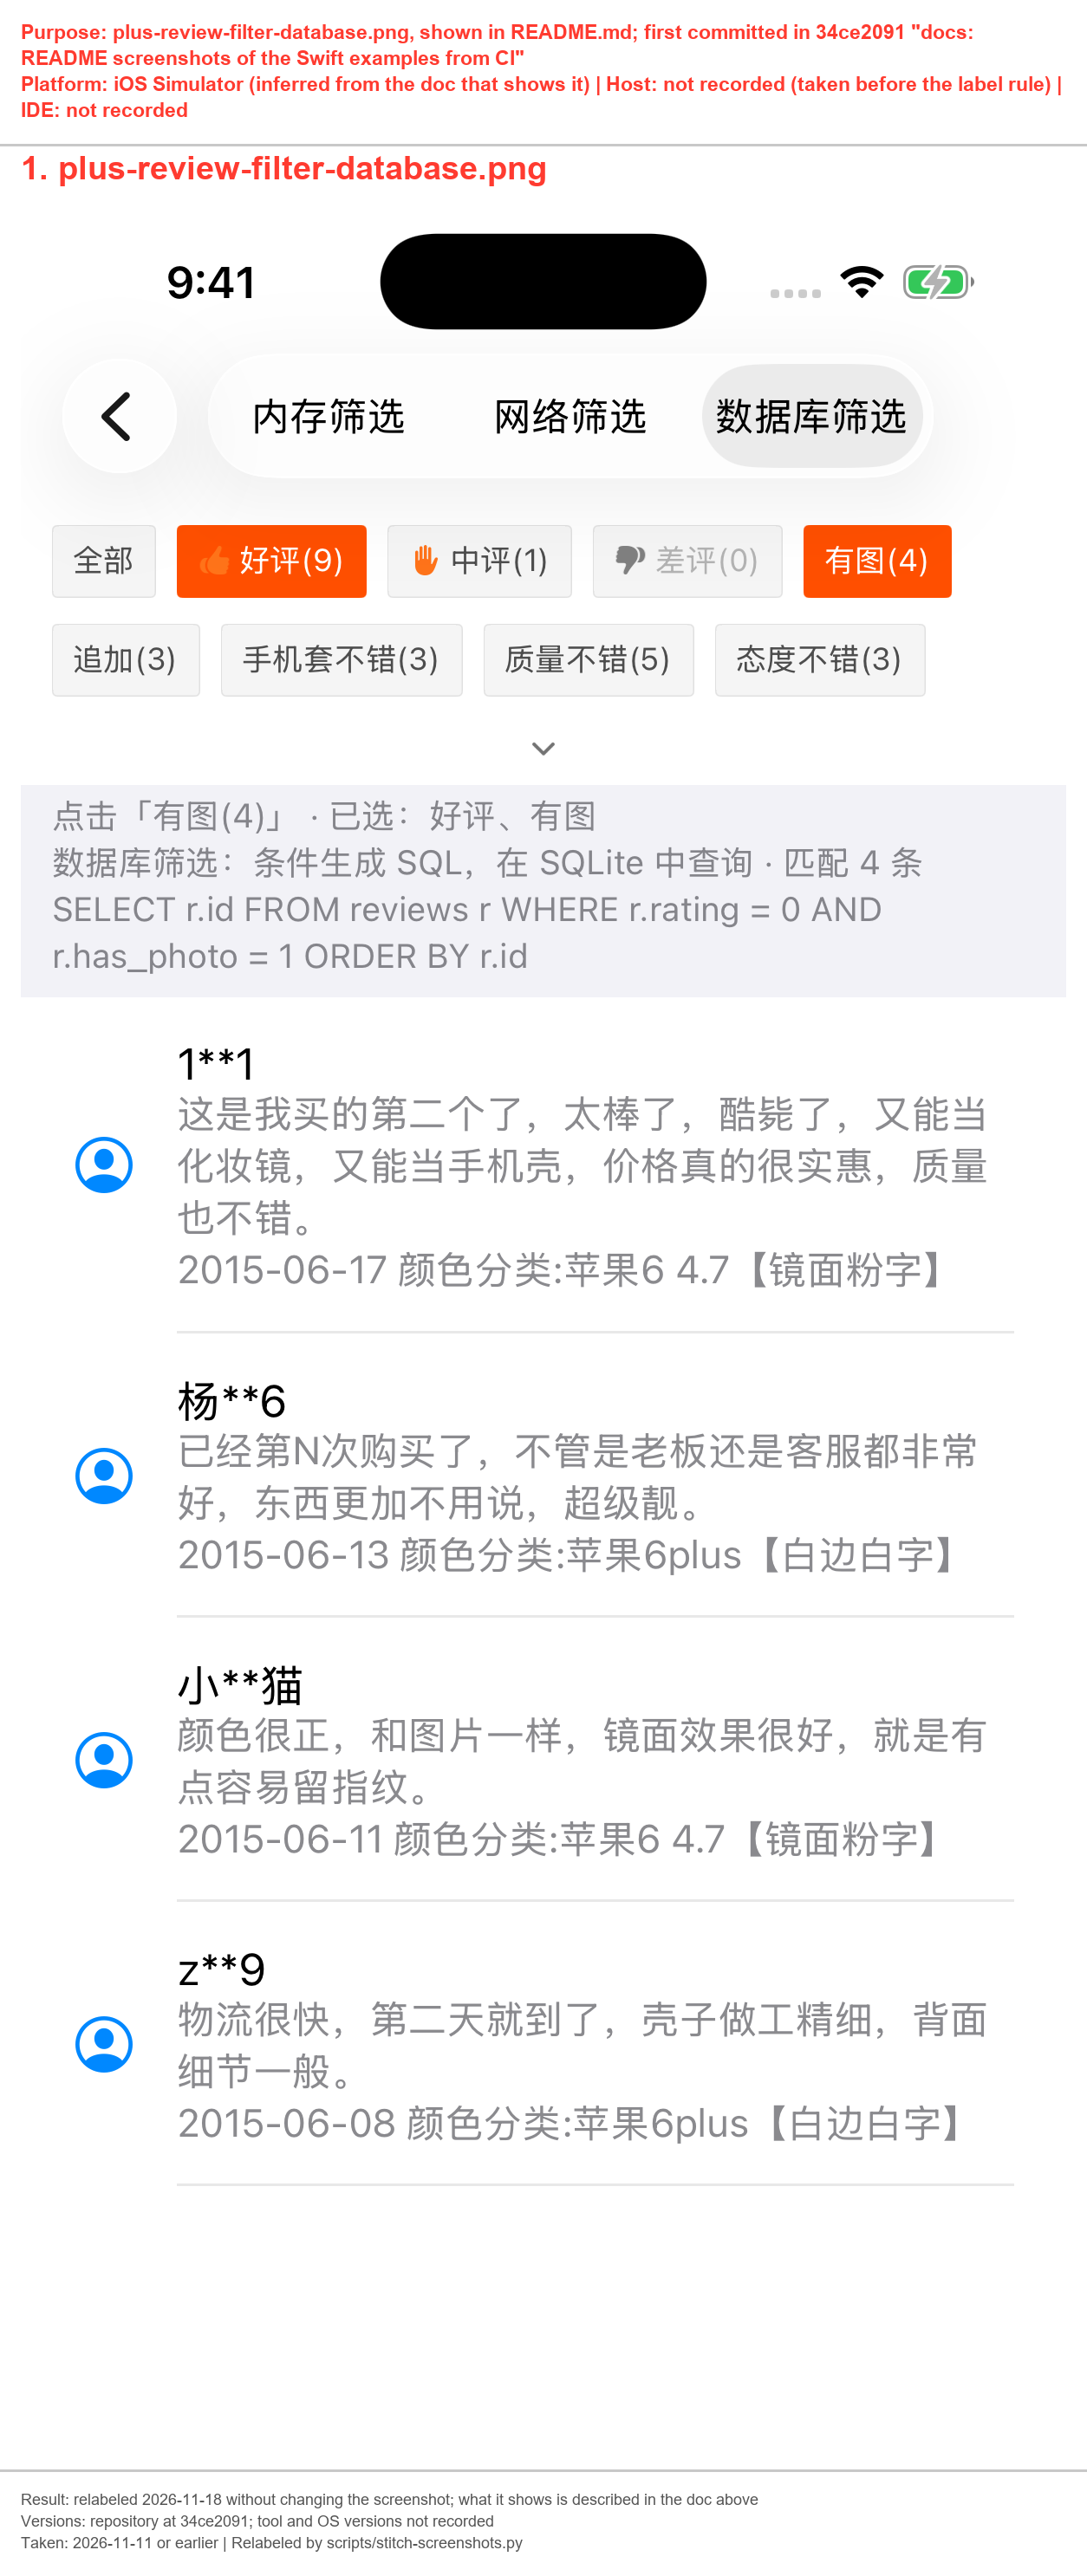 Purpose: plus-review-filter-database.png, shown in README.md; first committed in 34ce2091 "docs:
README screenshots of the Swift examples from CI"
Platform: iOS Simulator (inferred from the doc that shows it) | Host: not recorded (taken before the label rule) |
IDE: not recorded
1. plus-review-filter-database.png
9:41
内存筛选 网络筛选 数据库筛选
全部 好评(9) 中评(1) 差评(0) 有图(4)
追加(3) 手机套不错(3) 质量不错(5) 态度不错(3)
点击「有图(4)」 · 已选：好评、有图
数据库筛选：条件生成 SQL，在 SQLite 中查询 · 匹配 4 条
SELECT r.id FROM reviews r WHERE r.rating = 0 AND
r.has_photo = 1 ORDER BY r.id
1**1
这是我买的第二个了，太棒了，酷毙了，又能当
化妆镜，又能当手机壳，价格真的很实惠，质量
也不错。
2015-06-17 颜色分类:苹果6 4.7【镜面粉字】
杨**6
已经第N次购买了，不管是老板还是客服都非常
好，东西更加不用说，超级靓。
2015-06-13 颜色分类:苹果6plus【白边白字】
小**猫
颜色很正，和图片一样，镜面效果很好，就是有
点容易留指纹。
2015-06-11 颜色分类:苹果6 4.7【镜面粉字】
z**9
物流很快，第二天就到了，壳子做工精细，背面
细节一般。
2015-06-08 颜色分类:苹果6plus【白边白字】
Result: relabeled 2026-11-18 without changing the screenshot; what it shows is described in the doc above
Versions: repository at 34ce2091; tool and OS versions not recorded
Taken: 2026-11-11 or earlier | Relabeled by scripts/stitch-screenshots.py